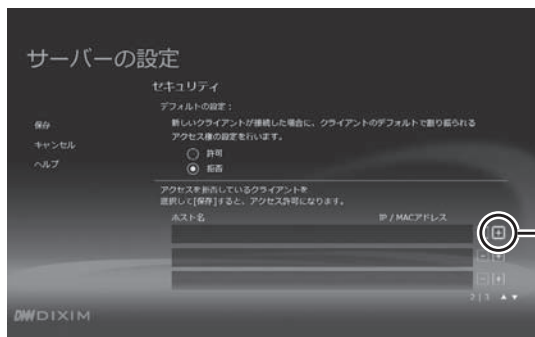 サーバーの設定
セキュリティ
デフォルトの設定：
保存
キャンセル
ヘルプ
新しいクライアントが接続した場合に、クライアントのデフォルトで割り振られる
アクセス権の設定を行います。
許可
拒否
アクセスを拒否しているクライアントを
選択して[保存]すると、アクセス許可になります。
ホスト名 IP / MACアドレス
2 | 3
DIXIM